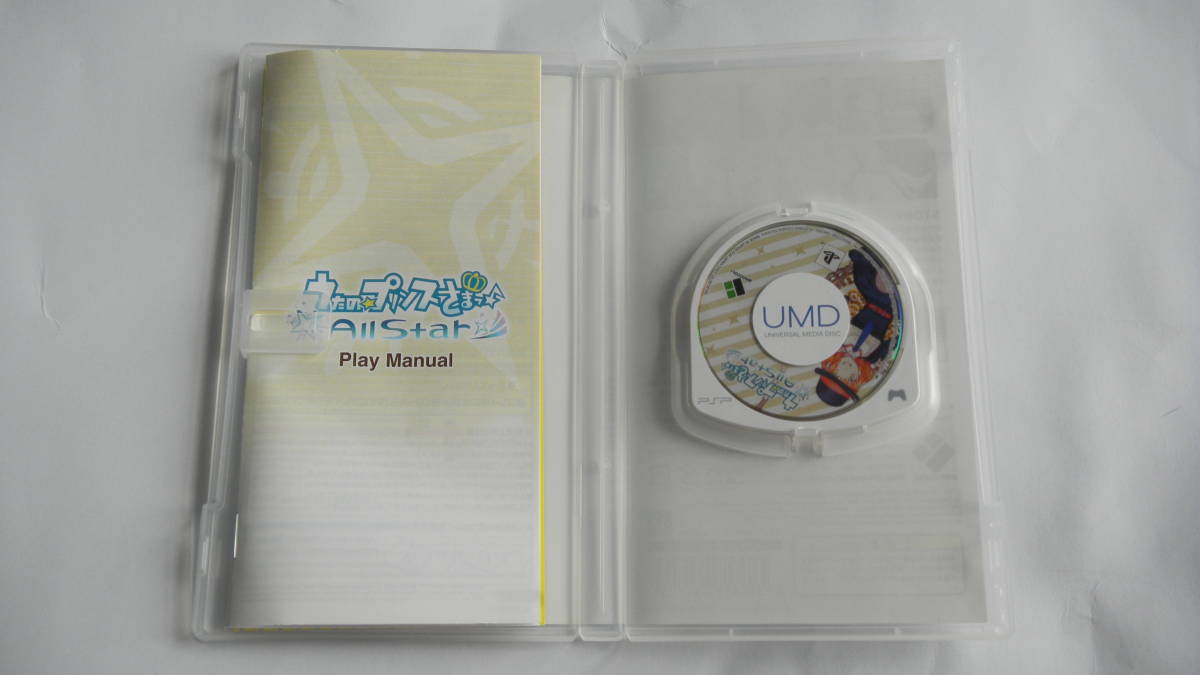 うたの☆プリンスさまっ♪
All Star
Play Manual
UMD
UNIVERSAL MEDIA DISC
PSP